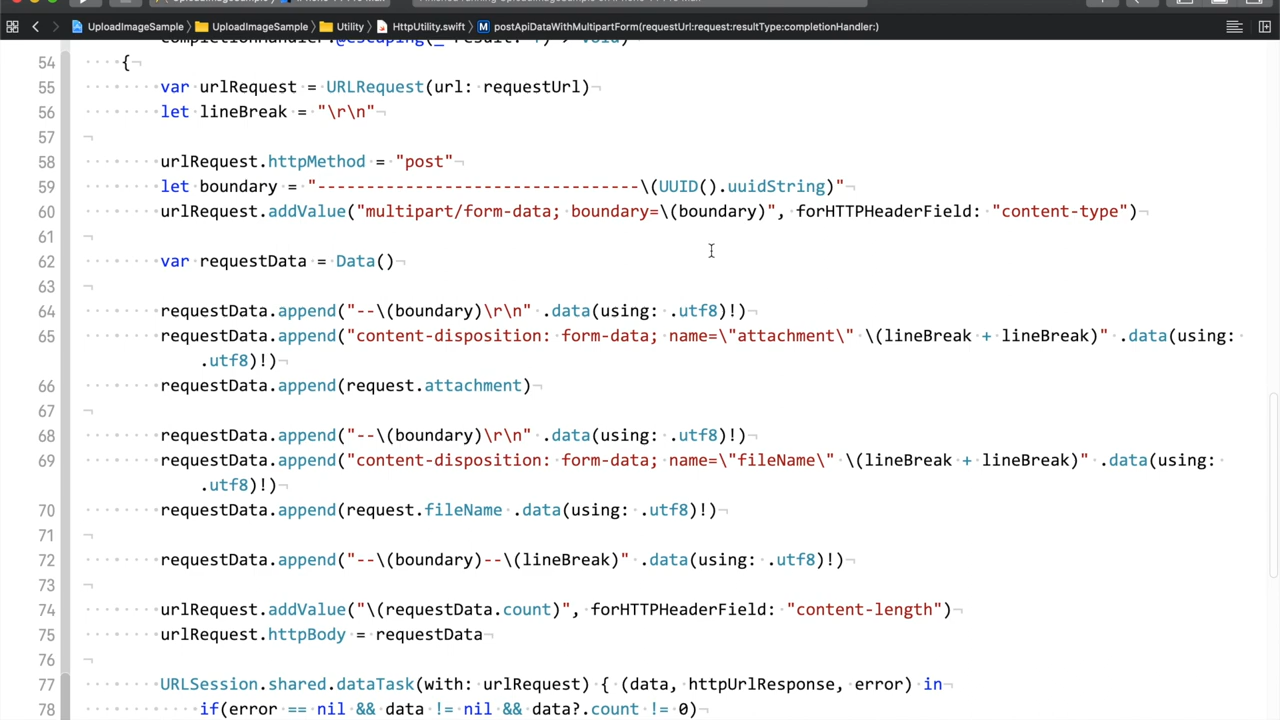 UploadImageSample UploadImageSample Utility HttpUtility.swift M postApiDataWithMultipartForm(requestUrl:request:resultType:completionHandler:)
54 {
55 var urlRequest = URLRequest(url: requestUrl)
56 let lineBreak = "\r\n"
57
58 urlRequest.httpMethod = "post"
59 let boundary = "---------------------------------\(UUID().uuidString)"
60 urlRequest.addValue("multipart/form-data; boundary=\(boundary)", forHTTPHeaderField: "content-type")
61
62 var requestData = Data()
63
64 requestData.append("--\(boundary)\r\n" .data(using: .utf8)!)
65 requestData.append("content-disposition: form-data; name=\"attachment\" \(lineBreak + lineBreak)" .data(using:
.utf8)!)
66 requestData.append(request.attachment)
67
68 requestData.append("--\(boundary)\r\n" .data(using: .utf8)!)
69 requestData.append("content-disposition: form-data; name=\"fileName\" \(lineBreak + lineBreak)" .data(using:
.utf8)!)
70 requestData.append(request.fileName .data(using: .utf8)!)
71
72 requestData.append("--\(boundary)--\(lineBreak)" .data(using: .utf8)!)
73
74 urlRequest.addValue("\(requestData.count)", forHTTPHeaderField: "content-length")
75 urlRequest.httpBody = requestData
76
77 URLSession.shared.dataTask(with: urlRequest) { (data, httpUrlResponse, error) in
78 if(error == nil && data != nil && data?.count != 0)